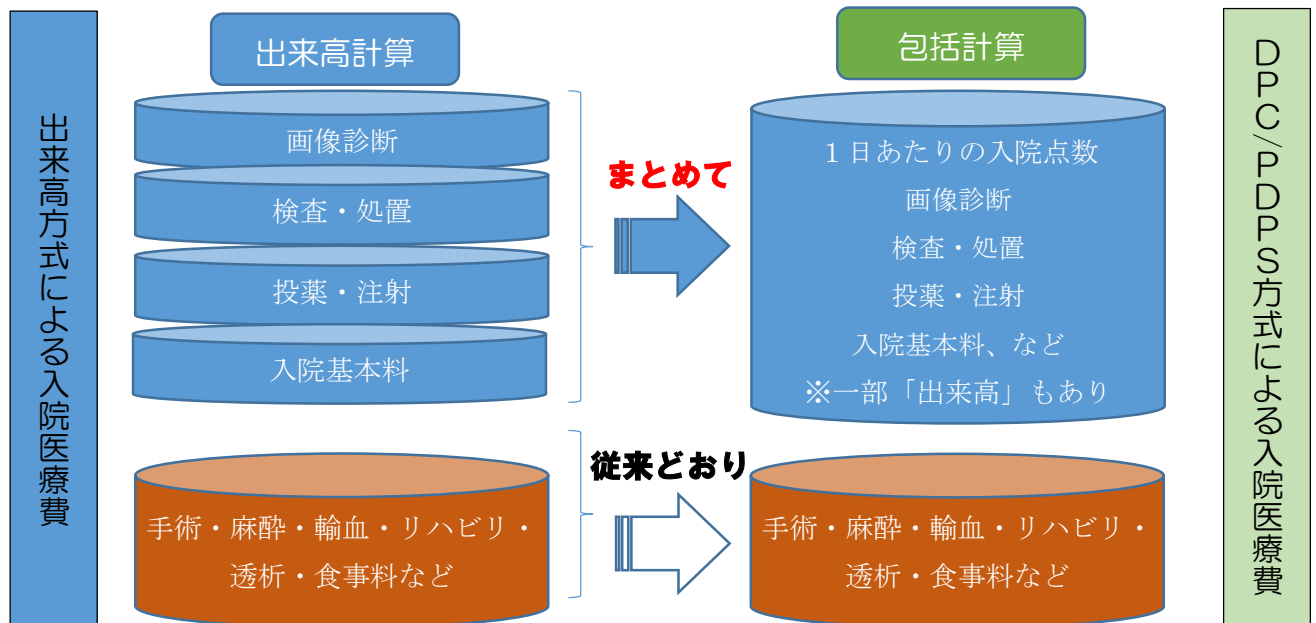 出来高方式による入院医療費
出来高計算
画像診断
検査・処置
投薬・注射
入院基本料
手術・麻酔・輸血・リハビリ・
透析・食事料など
まとめて
従来どおり
包括計算
１日あたりの入院点数
画像診断
検査・処置
投薬・注射
入院基本料、など
※一部「出来高」もあり
手術・麻酔・輸血・リハビリ・
透析・食事料など
ＤＰＣ/ＰＤＰＳ方式による入院医療費